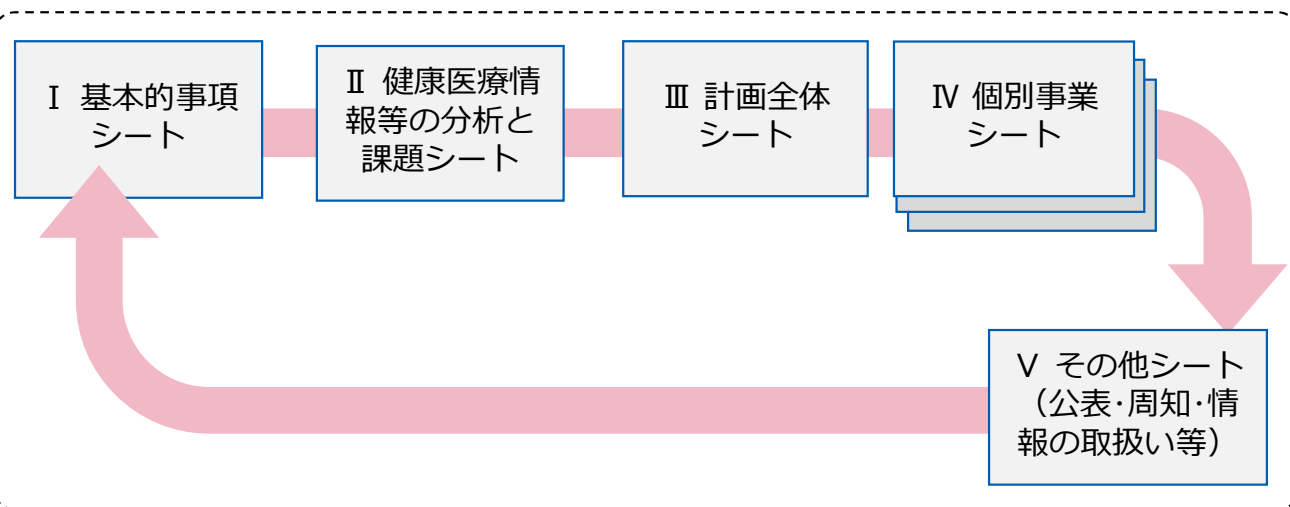 Ⅰ 基本的事項
シート
Ⅱ 健康医療情
報等の分析と
課題シート
Ⅲ 計画全体
シート
Ⅳ 個別事業
シート
Ⅴ その他シート
（公表･周知･情
報の取扱い等）